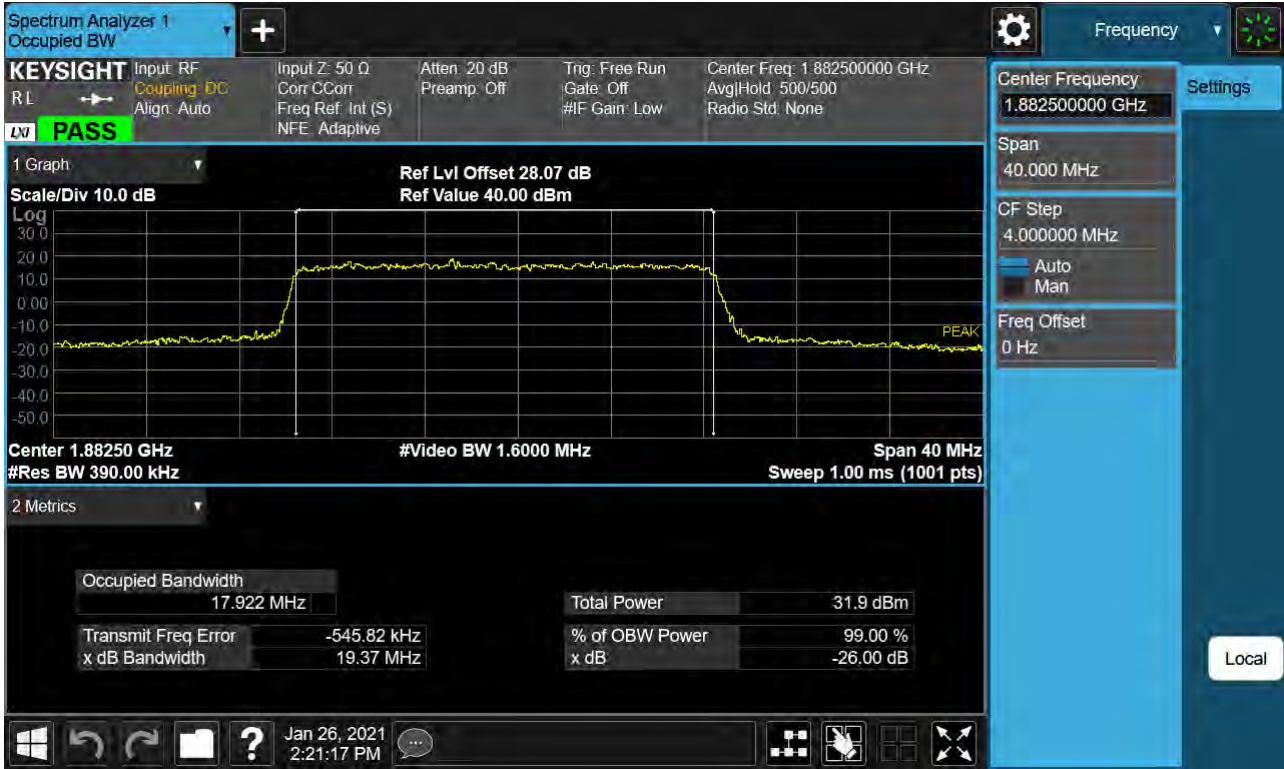 Spectrum Analyzer 1
Occupied BW
Frequency
KEYSIGHT
R L
LXI
PASS
Input: RF
Coupling: DC
Align: Auto
Input Z: 50 Ω
Corr CCorr
Freq Ref: Int (S)
NFE: Adaptive
Atten: 20 dB
Preamp: Off
Trig: Free Run
Gate: Off
#IF Gain: Low
Center Freq: 1.882500000 GHz
Avg|Hold: 500/500
Radio Std: None
Center Frequency
1.882500000 GHz
Settings
Span
40.000 MHz
CF Step
4.000000 MHz
Auto
Man
Freq Offset
0 Hz
Local
1 Graph
Scale/Div 10.0 dB
Ref Lvl Offset 28.07 dB
Ref Value 40.00 dBm
Log
30.0
20.0
10.0
0.00
-10.0
-20.0
-30.0
-40.0
-50.0
PEAK
Center 1.88250 GHz
#Video BW 1.6000 MHz
Span 40 MHz
#Res BW 390.00 kHz
Sweep 1.00 ms (1001 pts)
2 Metrics
Occupied Bandwidth
17.922 MHz
Total Power 31.9 dBm
Transmit Freq Error -545.82 kHz
% of OBW Power 99.00 %
x dB Bandwidth 19.37 MHz
x dB -26.00 dB
?
Jan 26, 2021
2:21:17 PM